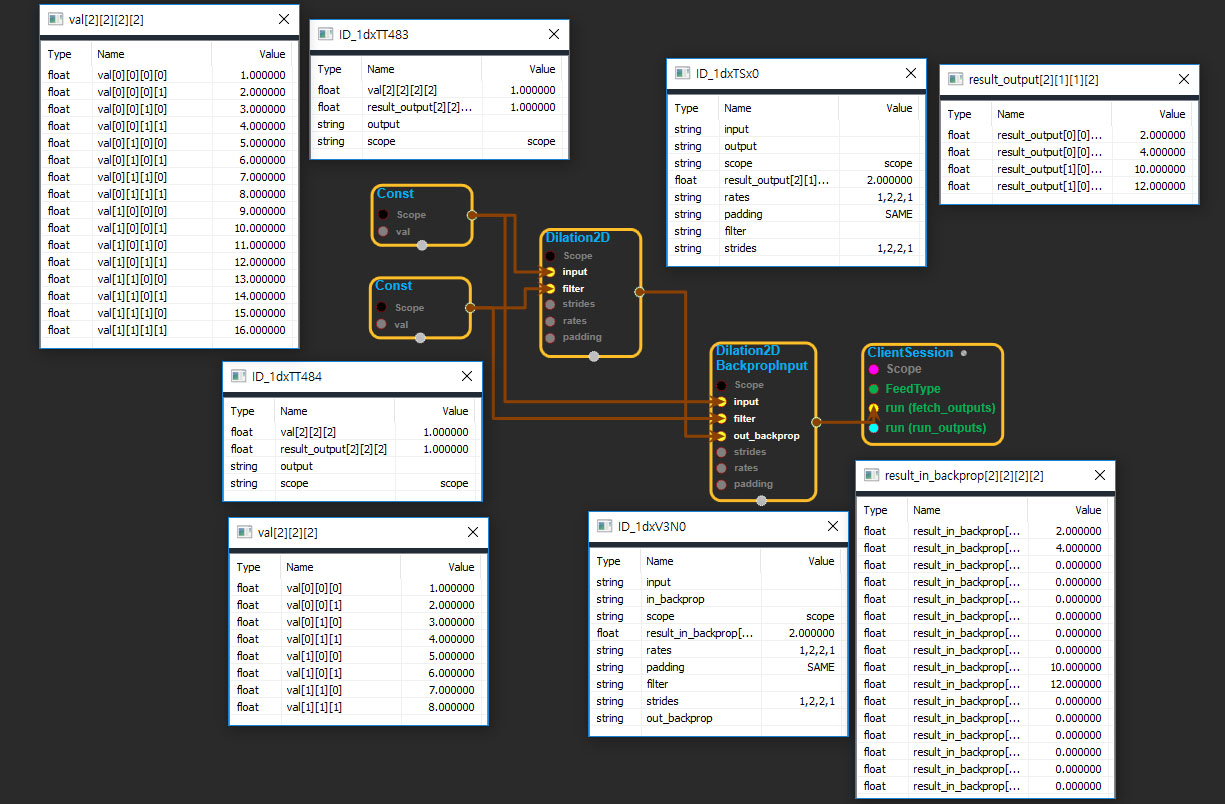 val[2][2][2][2]
Type Name Value
float val[0][0][0][0] 1.000000
float val[0][0][0][1] 2.000000
float val[0][0][1][0] 3.000000
float val[0][0][1][1] 4.000000
float val[0][1][0][0] 5.000000
float val[0][1][0][1] 6.000000
float val[0][1][1][0] 7.000000
float val[0][1][1][1] 8.000000
float val[1][0][0][0] 9.000000
float val[1][0][0][1] 10.000000
float val[1][0][1][0] 11.000000
float val[1][0][1][1] 12.000000
float val[1][1][0][0] 13.000000
float val[1][1][0][1] 14.000000
float val[1][1][1][0] 15.000000
float val[1][1][1][1] 16.000000
ID_1dxTT483
Type Name Value
float val[2][2][2][2] 1.000000
float result_output[2][2]... 1.000000
string output
string scope scope
ID_1dxTSx0
Type Name Value
string input
string output
string scope scope
float result_output[2][1]... 2.000000
string rates 1,2,2,1
string padding SAME
string filter
string strides 1,2,2,1
result_output[2][1][1][2]
Type Name Value
float result_output[0][0]... 2.000000
float result_output[0][0]... 4.000000
float result_output[1][0]... 10.000000
float result_output[1][0]... 12.000000
Const
Scope
val
Const
Scope
val
Dilation2D
Scope
input
filter
strides
rates
padding
Dilation2D
BackpropInput
Scope
input
filter
out_backprop
strides
rates
padding
ClientSession
Scope
FeedType
run (fetch_outputs)
run (run_outputs)
ID_1dxTT484
Type Name Value
float val[2][2][2] 1.000000
float result_output[2][2][2] 1.000000
string output
string scope scope
val[2][2][2]
Type Name Value
float val[0][0][0] 1.000000
float val[0][0][1] 2.000000
float val[0][1][0] 3.000000
float val[0][1][1] 4.000000
float val[1][0][0] 5.000000
float val[1][0][1] 6.000000
float val[1][1][0] 7.000000
float val[1][1][1] 8.000000
ID_1dxV3N0
Type Name Value
string input
string in_backprop
string scope scope
float result_in_backprop[... 2.000000
string rates 1,2,2,1
string padding SAME
string filter
string strides 1,2,2,1
string out_backprop
result_in_backprop[2][2][2][2]
Type Name Value
float result_in_backprop[... 2.000000
float result_in_backprop[... 4.000000
float result_in_backprop[... 0.000000
float result_in_backprop[... 0.000000
float result_in_backprop[... 0.000000
float result_in_backprop[... 0.000000
float result_in_backprop[... 0.000000
float result_in_backprop[... 0.000000
float result_in_backprop[... 10.000000
float result_in_backprop[... 12.000000
float result_in_backprop[... 0.000000
float result_in_backprop[... 0.000000
float result_in_backprop[... 0.000000
float result_in_backprop[... 0.000000
float result_in_backprop[... 0.000000
float result_in_backprop[... 0.000000